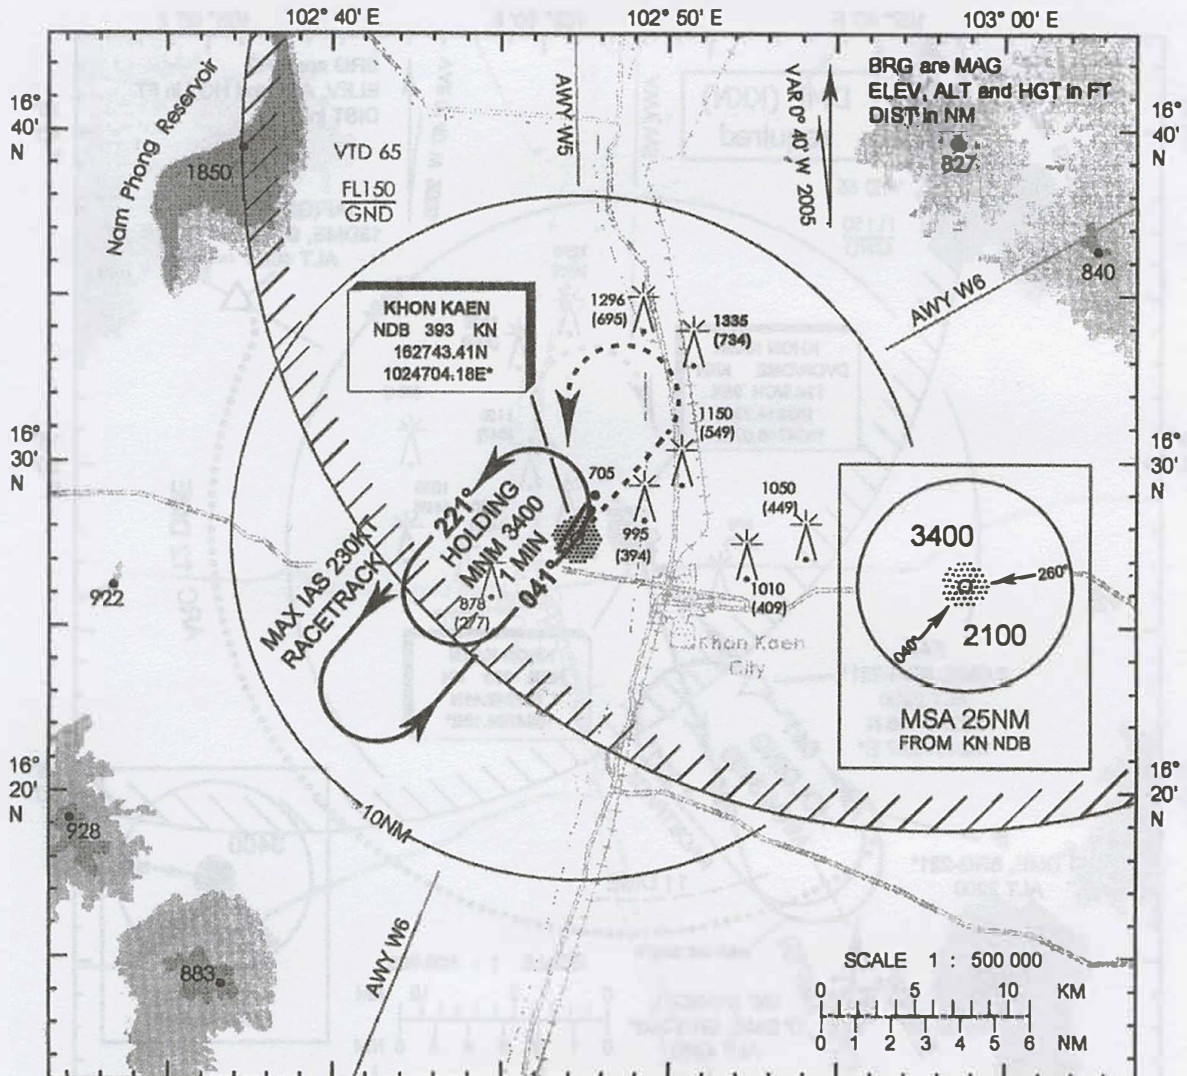 102° 40' E
102° 50' E
103° 00' E
16°
40'
N
Nam Phong Reservoir
1850
VTD 65
FL150
GND
AWY W5
VAR 0° 40' W 2005
BRG are MAG
ELEV, ALT and HGT in FT
DIST in NM
827
16°
40'
N
840
AWY W6
KHON KAEN
NDB 393 KN
162743.41N
1024704.18E*
1296
(695)
1335
(734)
1150
(549)
16°
30'
N
16°
30'
N
705
995
(394)
1050
(449)
1010
(409)
221°
HOLDING
MNM 3400
1 MIN
041°
MAX IAS 230KT
RACETRACK
878
(277)
922
Khon Kaen
City
3400
260°
040°
2100
MSA 25NM
FROM KN NDB
16°
20'
N
16°
20'
N
928
10NM
883
AWY W6
SCALE 1 : 500 000
0 5 10 KM
0 1 2 3 4 5 6 NM